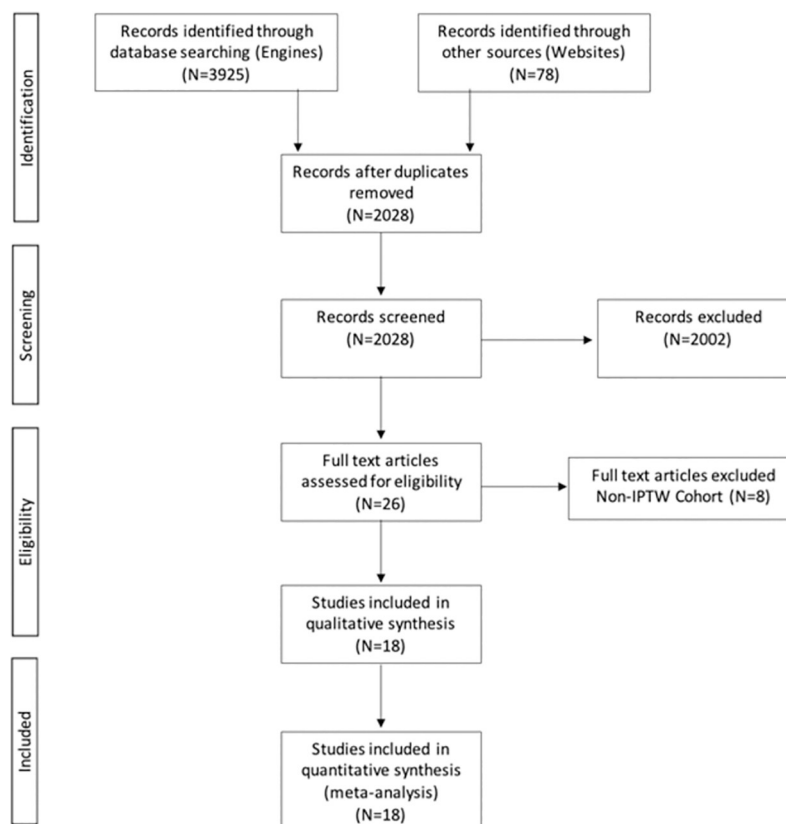 Identification
Records identified through
database searching (Engines)
(N=3925)
Records identified through
other sources (Websites)
(N=78)
Records after duplicates
removed
(N=2028)
Screening
Records screened
(N=2028)
Records excluded
(N=2002)
Eligibility
Full text articles
assessed for eligibility
(N=26)
Full text articles excluded
Non-IPTW Cohort (N=8)
Studies included in
qualitative synthesis
(N=18)
Included
Studies included in
quantitative synthesis
(meta-analysis)
(N=18)